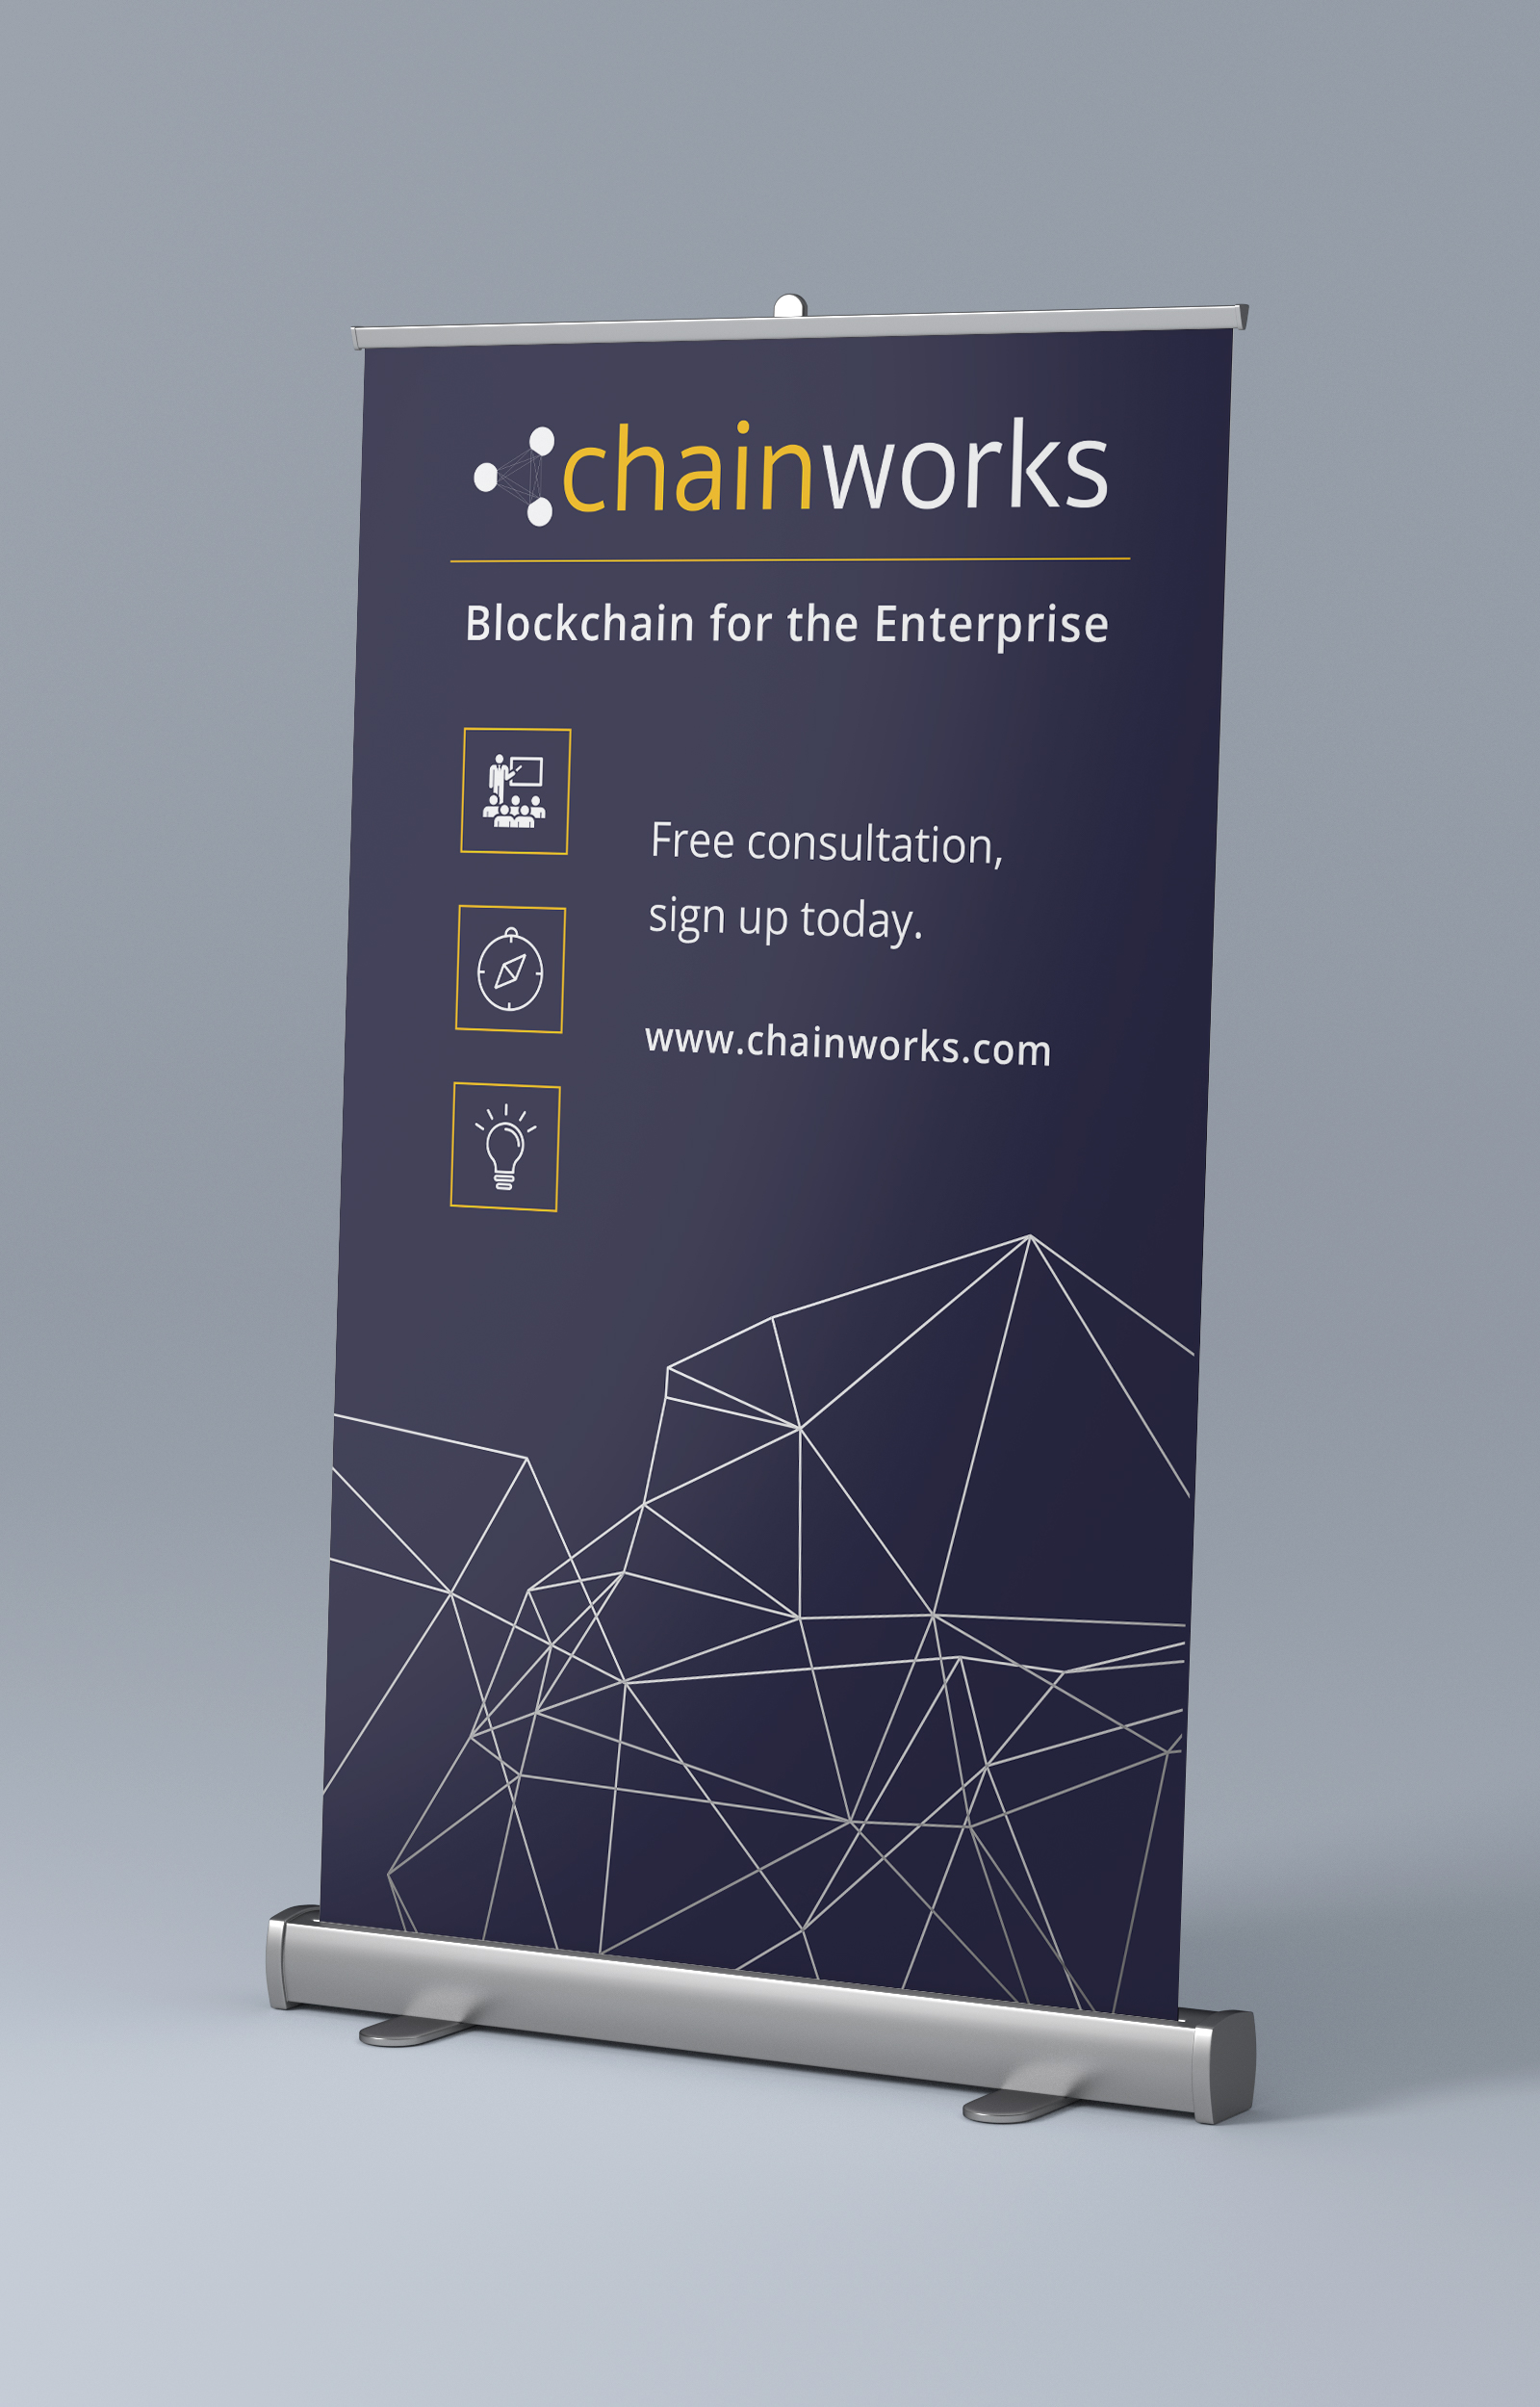 chainworks
Blockchain for the Enterprise
Free consultation,
sign up today.
www.chainworks.com